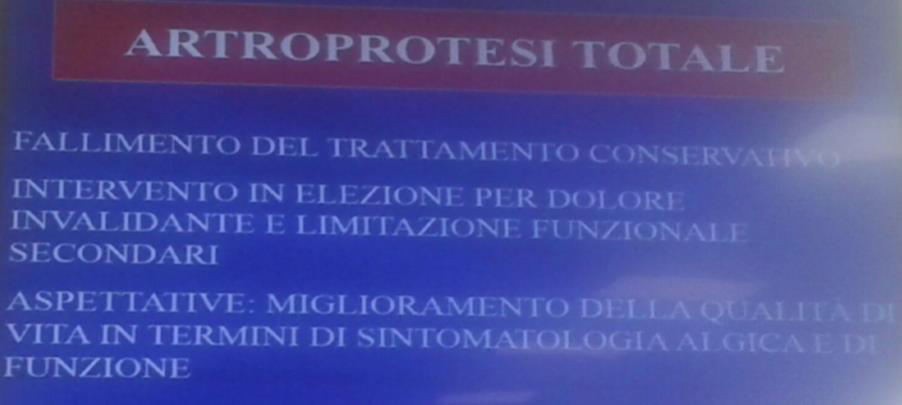 ARTROPROTESI TOTALE
FALLIMENTO DEL TRATTAMENTO CONSERVATIVO
INTERVENTO IN ELEZIONE PER DOLORE
INVALIDANTE E LIMITAZIONE FUNZIONALE
SECONDARI
ASPETTATIVE: MIGLIORAMENTO DELLA QUALITÀ DI
VITA IN TERMINI DI SINTOMATOLOGIA ALGICA E DI
FUNZIONE